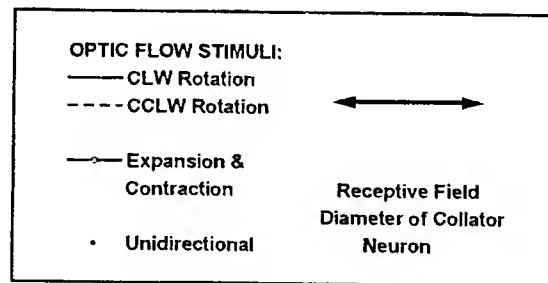 OPTIC FLOW STIMULI:
CLW Rotation
CCLW Rotation
Expansion &
Contraction
Unidirectional
Receptive Field
Diameter of Collator
Neuron